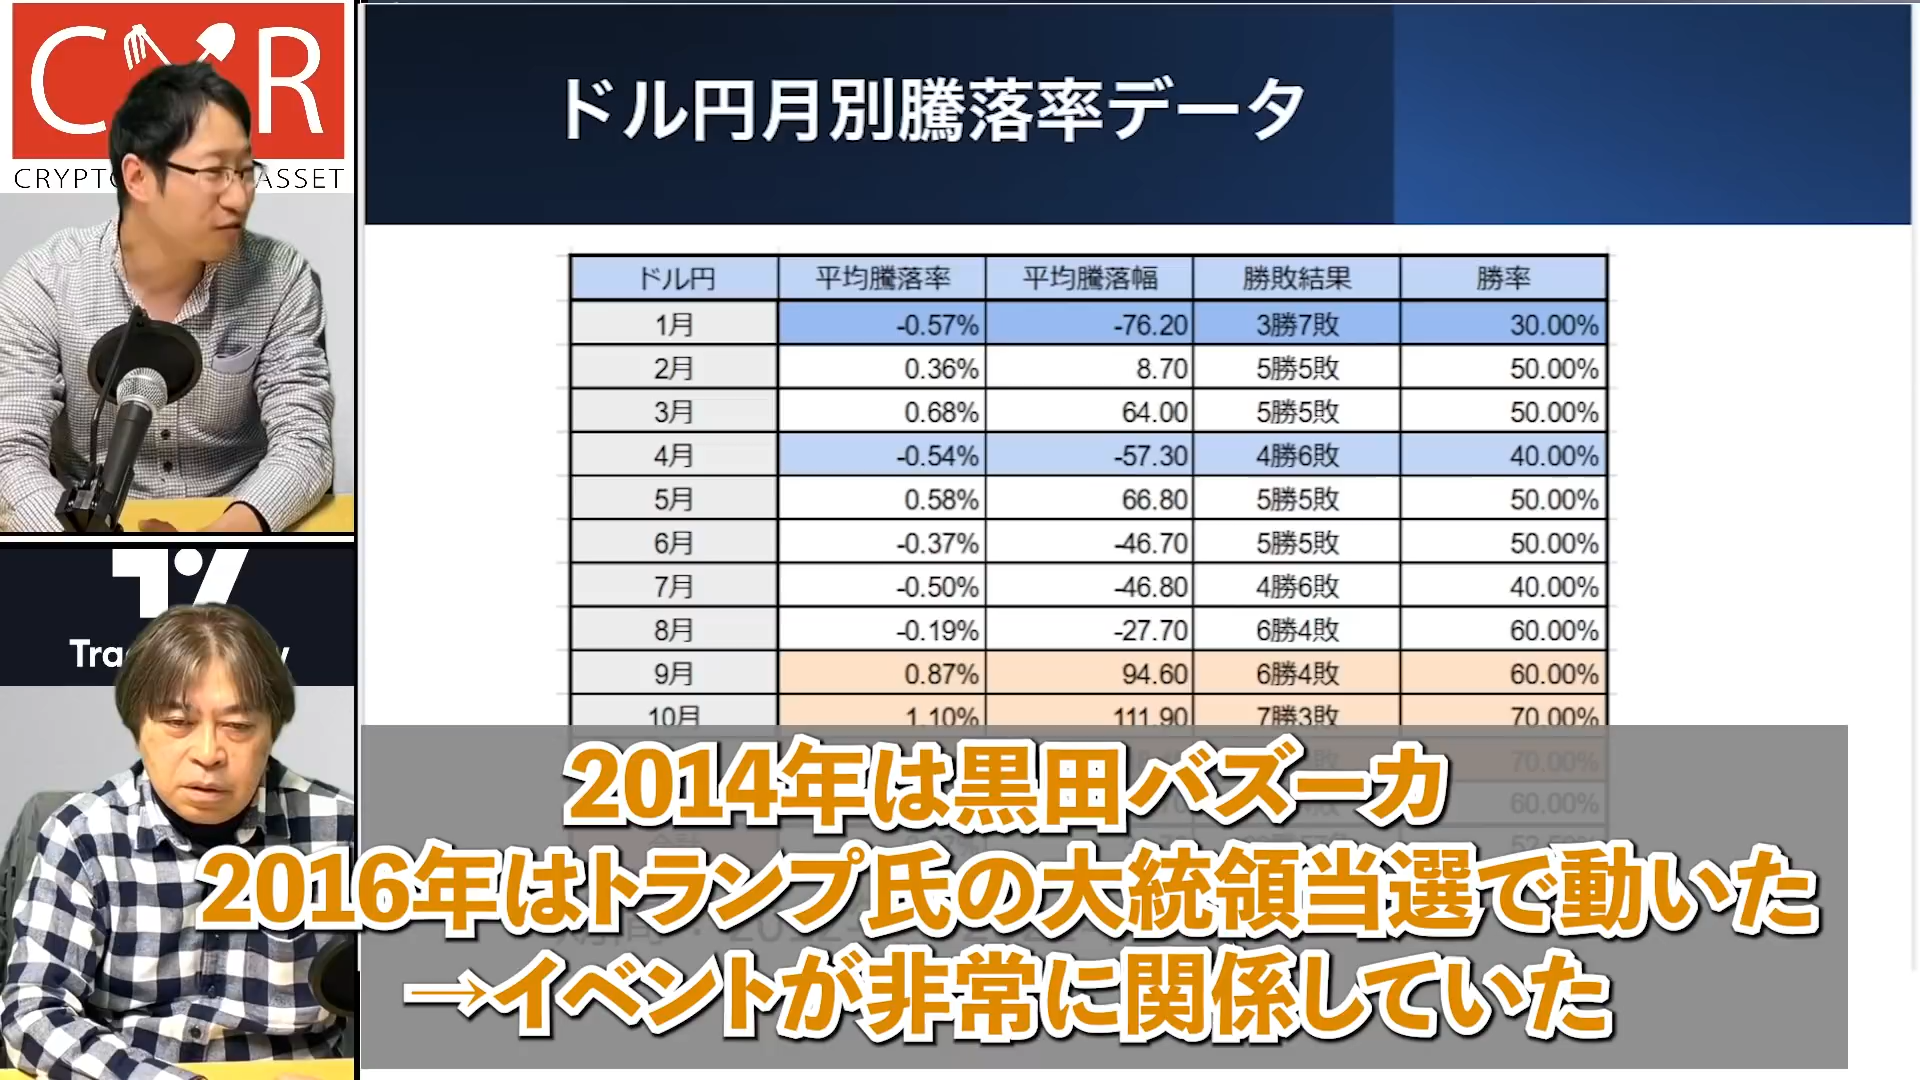 C R
CRYPTO ASSET
ドル円月別騰落率データ
ドル円 平均騰落率 平均騰落幅 勝敗結果 勝率
1月 -0.57% -76.20 3勝7敗 30.00%
2月 0.36% 8.70 5勝5敗 50.00%
3月 0.68% 64.00 5勝5敗 50.00%
4月 -0.54% -57.30 4勝6敗 40.00%
5月 0.58% 66.80 5勝5敗 50.00%
6月 -0.37% -46.70 5勝5敗 50.00%
7月 -0.50% -46.80 4勝6敗 40.00%
8月 -0.19% -27.70 6勝4敗 60.00%
9月 0.87% 94.60 6勝4敗 60.00%
10月 1.10% 111.90 7勝3敗 70.00%
70.00%
60.00%
Tra
2014年は黒田バズーカ
2016年はトランプ氏の大統領当選で動いた
→イベントが非常に関係していた